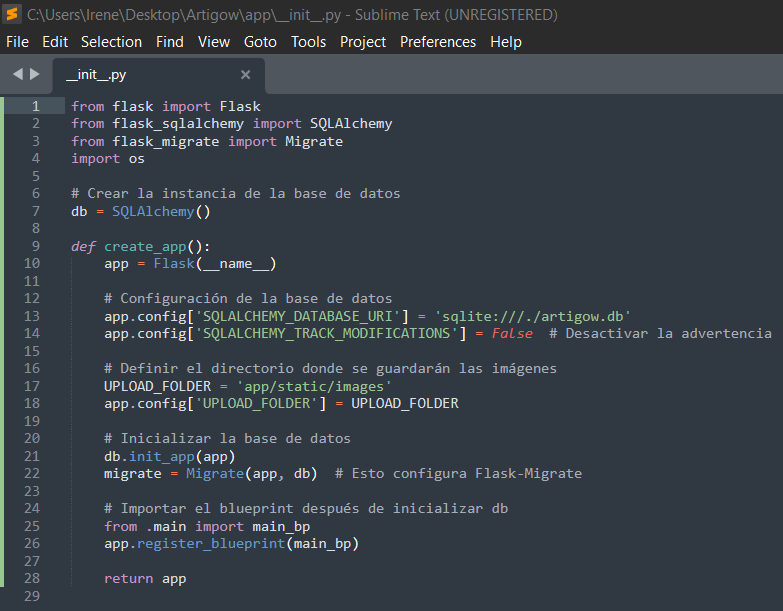 C:\Users\Irene\Desktop\Artigow\app\__init__.py - Sublime Text (UNREGISTERED)
File Edit Selection Find View Goto Tools Project Preferences Help
__init__.py ×
1 from flask import Flask
2 from flask_sqlalchemy import SQLAlchemy
3 from flask_migrate import Migrate
4 import os
5
6 # Crear la instancia de la base de datos
7 db = SQLAlchemy()
8
9 def create_app():
10     app = Flask(__name__)
11
12     # Configuración de la base de datos
13     app.config['SQLALCHEMY_DATABASE_URI'] = 'sqlite:///./artigow.db'
14     app.config['SQLALCHEMY_TRACK_MODIFICATIONS'] = False  # Desactivar la advertencia
15
16     # Definir el directorio donde se guardarán las imágenes
17     UPLOAD_FOLDER = 'app/static/images'
18     app.config['UPLOAD_FOLDER'] = UPLOAD_FOLDER
19
20     # Inicializar la base de datos
21     db.init_app(app)
22     migrate = Migrate(app, db)  # Esto configura Flask-Migrate
23
24     # Importar el blueprint después de inicializar db
25     from .main import main_bp
26     app.register_blueprint(main_bp)
27
28     return app
29